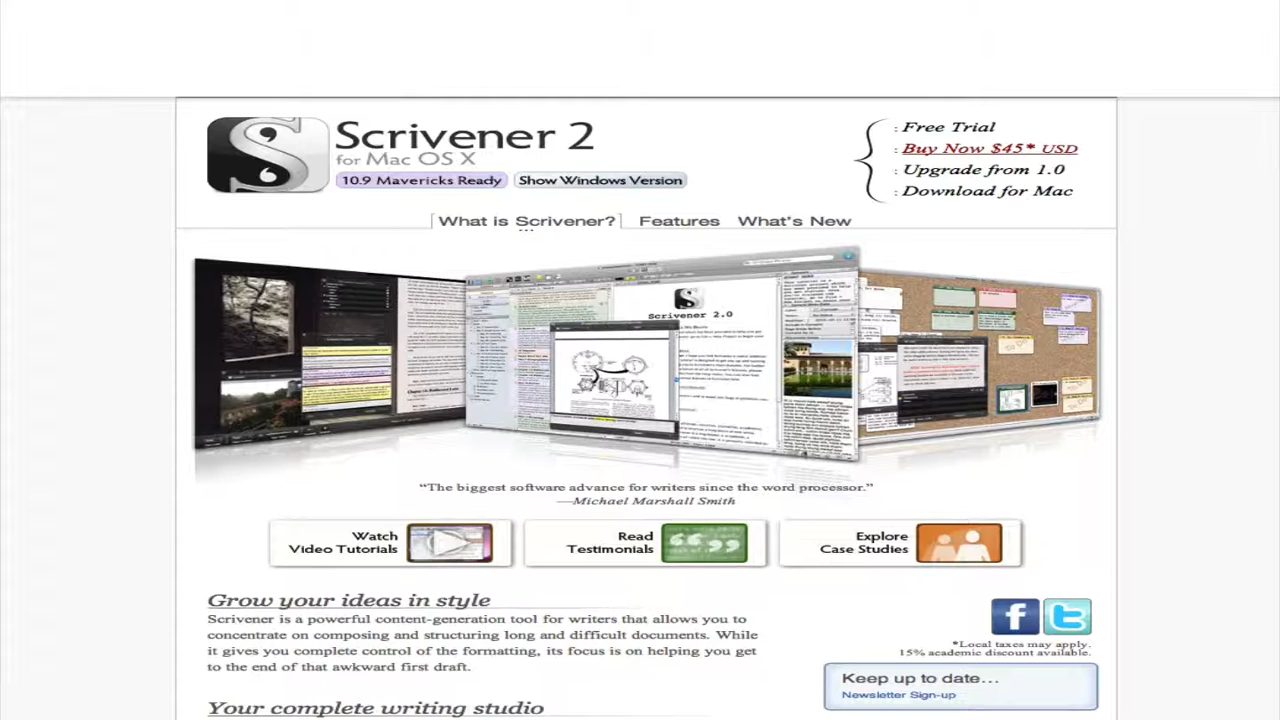 Scrivener 2
for Mac OS X
10.9 Mavericks Ready
Show Windows Version
: Free Trial
: Buy Now $45* USD
: Upgrade from 1.0
: Download for Mac
What is Scrivener?
Features
What's New
Scrivener 2.0
“The biggest software advance for writers since the word processor.”
—Michael Marshall Smith
Watch
Video Tutorials
Read
Testimonials
Explore
Case Studies
Grow your ideas in style
Scrivener is a powerful content-generation tool for writers that allows you to
concentrate on composing and structuring long and difficult documents. While
it gives you complete control of the formatting, its focus is on helping you get
to the end of that awkward first draft.
*Local taxes may apply.
15% academic discount available.
Keep up to date...
Newsletter Sign-up
Your complete writing studio